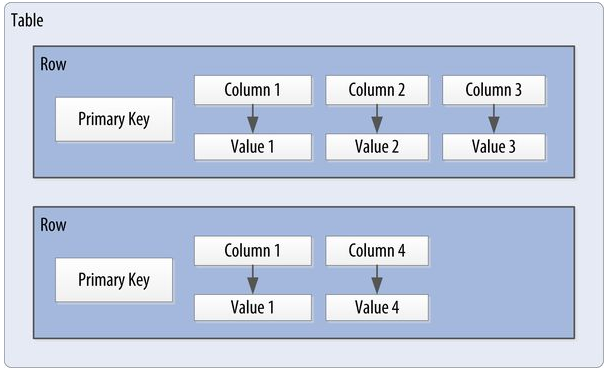 Table
Row
Primary Key
Column 1
Column 2
Column 3
Value 1
Value 2
Value 3
Row
Primary Key
Column 1
Column 4
Value 1
Value 4